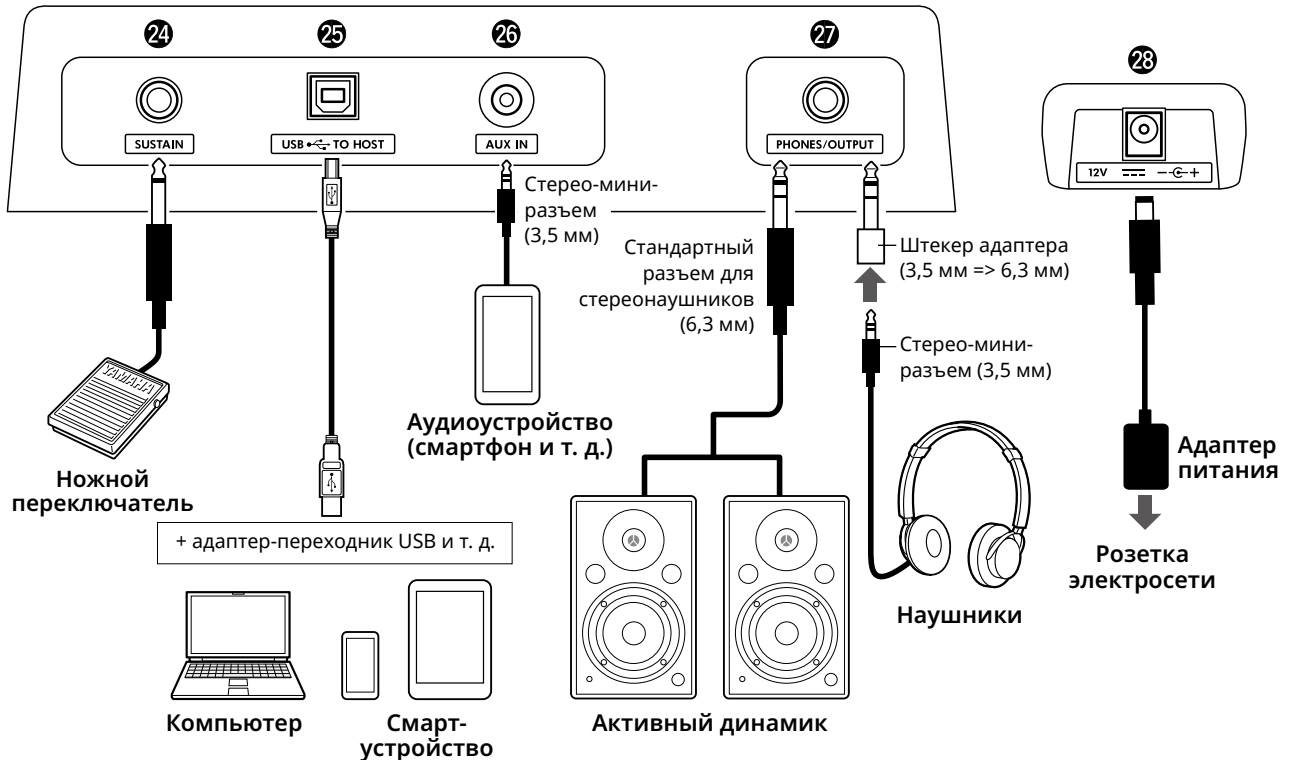 24
25
26
27
28
SUSTAIN
USB TO HOST
AUX IN
PHONES/OUTPUT
12V
Стерео-мини-
разъем
(3,5 мм)
Стандартный
разъем для
стереонаушников
(6,3 мм)
Штекер адаптера
(3,5 мм => 6,3 мм)
Стерео-мини-
разъем (3,5 мм)
YAMAHA
Ножной
переключатель
Аудиоустройство
(смартфон и т. д.)
Адаптер
питания
+ адаптер-переходник USB и т. д.
Розетка
электросети
Наушники
Компьютер
Смарт-
устройство
Активный динамик